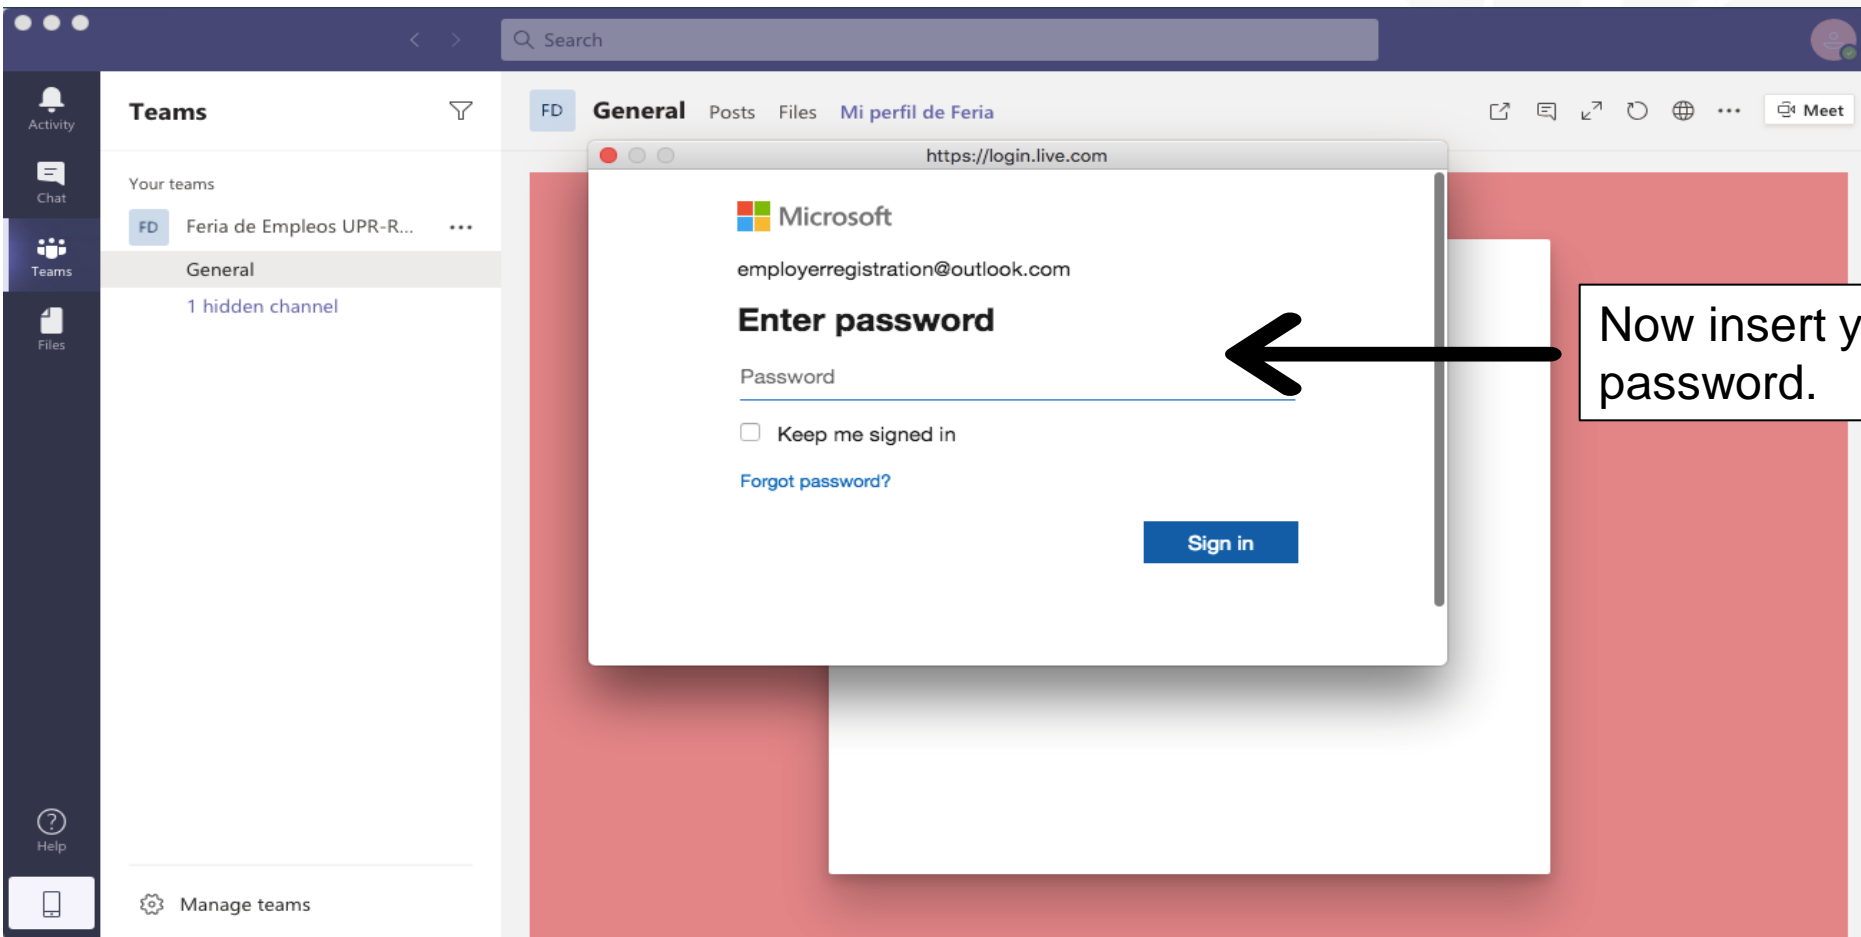 Search
Activity
Chat
Teams
Files
Help
Teams
Your teams
FD Feria de Empleos UPR-R... ...
General
1 hidden channel
Manage teams
FD General Posts Files Mi perfil de Feria ... Meet
https://login.live.com
Microsoft
employerregistration@outlook.com
Enter password
Password
Keep me signed in
Forgot password?
Sign in
Now insert y
password.